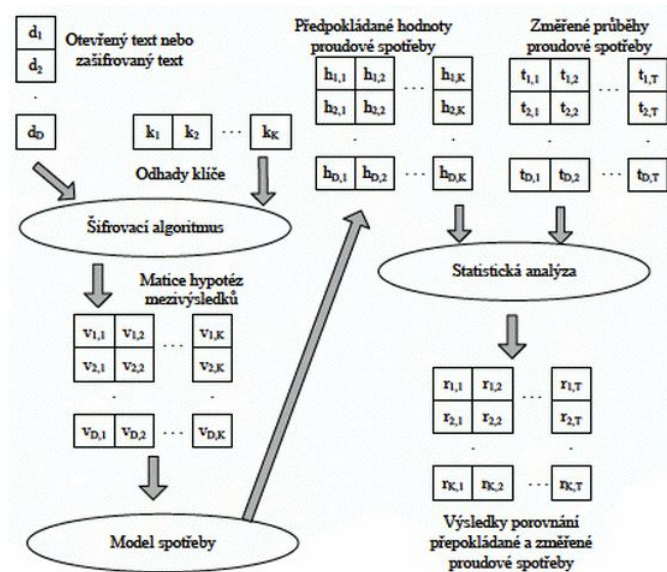 d1
d2
.
dD
Otevřený text nebo
zašifrovaný text
k1 k2 ··· kK
Odhady klíče
Šifrovací algoritmus
Matice hypotéz
mezivýsledků
v1,1 v1,2 ··· v1,K
v2,1 v2,2 v2,K
. .
vD,1 vD,2 ··· vD,K
Model spotřeby
Předpokládané hodnoty
proudové spotřeby
h1,1 h1,2 ··· h1,K
h2,1 h2,2 h2,K
. .
hD,1 hD,2 ··· hD,K
Změřené průběhy
proudové spotřeby
t1,1 t1,2 ··· t1,T
t2,1 t2,2 t2,T
. .
tD,1 tD,2 ··· tD,T
Statistická analýza
r1,1 r1,2 ··· r1,T
r2,1 r2,2 r2,T
. .
rK,1 rK,2 ··· rK,T
Výsledky porovnání
přepokládané a změřené
proudové spotřeby